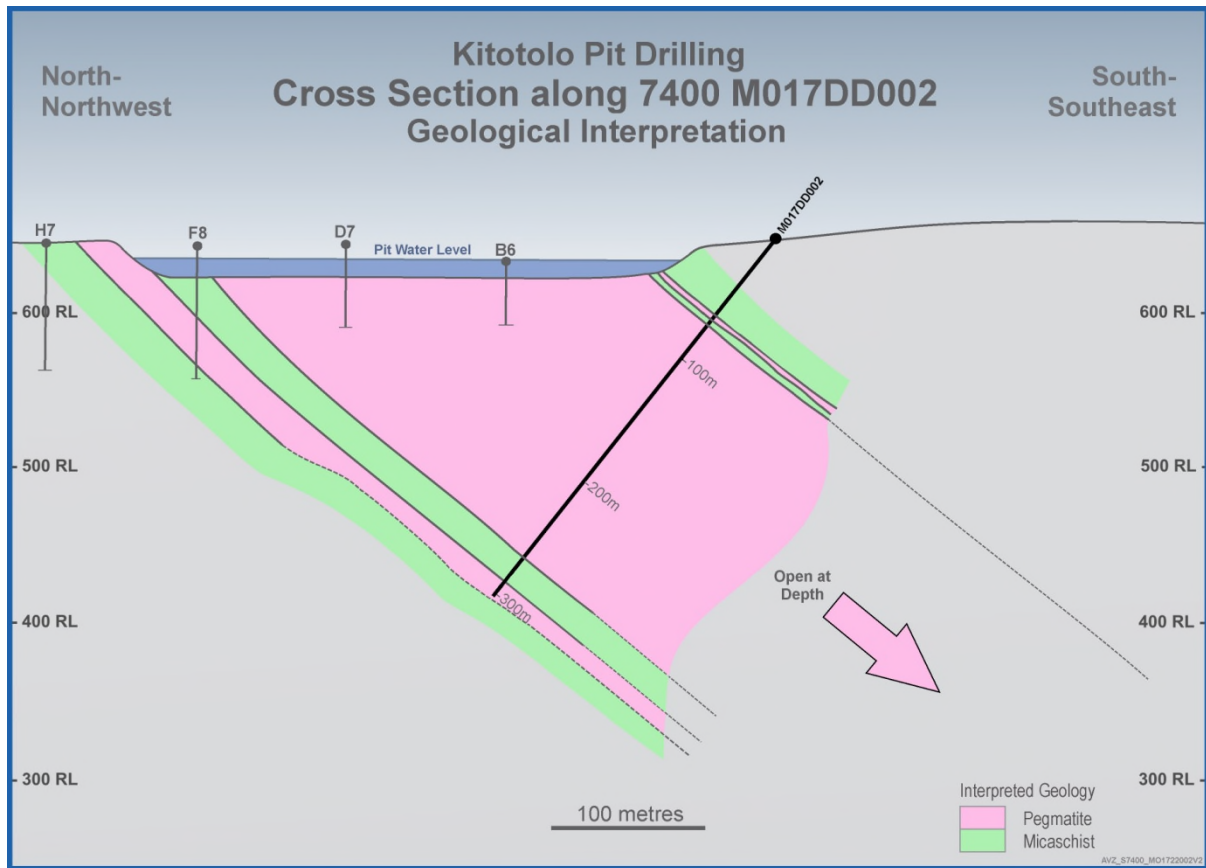 Kitotolo Pit Drilling
Cross Section along 7400 M017DD002
Geological Interpretation
North-
Northwest
South-
Southeast
M017DD002
H7
F8
D7
B6
Pit Water Level
600 RL
600 RL
-100m
500 RL
500 RL
-200m
Open at
Depth
-300m
400 RL
400 RL
300 RL
300 RL
Interpreted Geology
Pegmatite
Micaschist
100 metres
AVZ_S7400_MO1722002V2